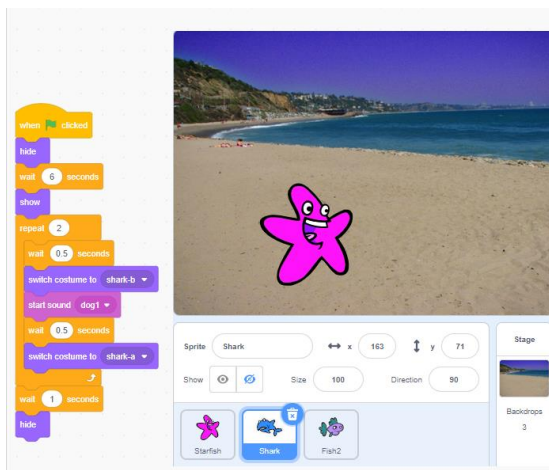 when clicked
hide
wait 6 seconds
show
repeat 2
wait 0.5 seconds
switch costume to shark-b
start sound dog1
wait 0.5 seconds
switch costume to shark-a
wait 1 seconds
hide
Sprite Shark x 163 y 71
Show Size 100 Direction 90
Starfish Shark Fish2
Stage
Backdrops
3